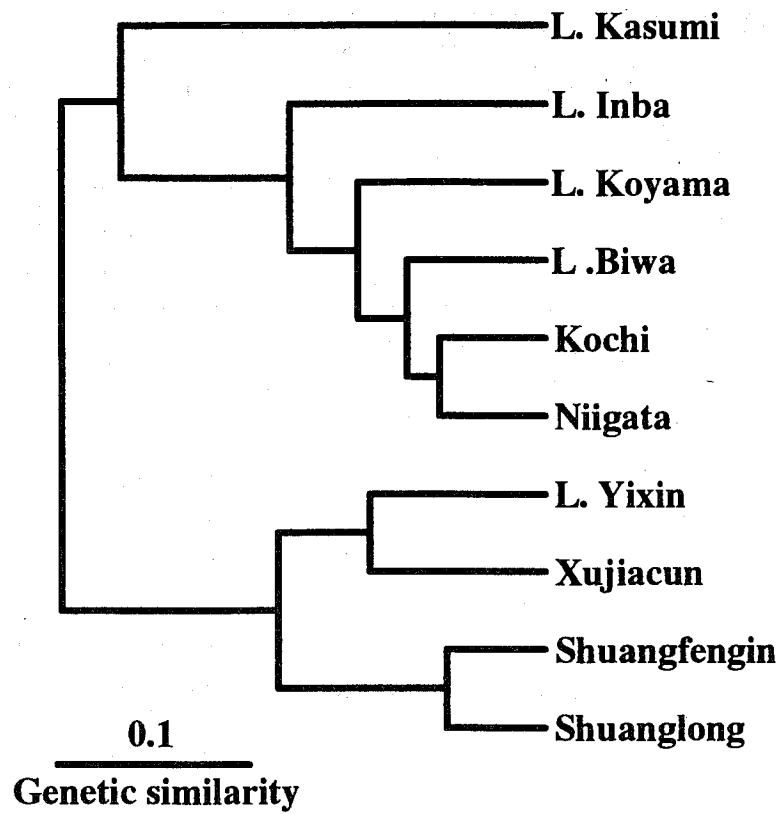 L. Kasumi
L. Inba
L. Koyama
L .Biwa
Kochi
Niigata
L. Yixin
Xujiacun
Shuangfengin
Shuanglong
0.1
Genetic similarity